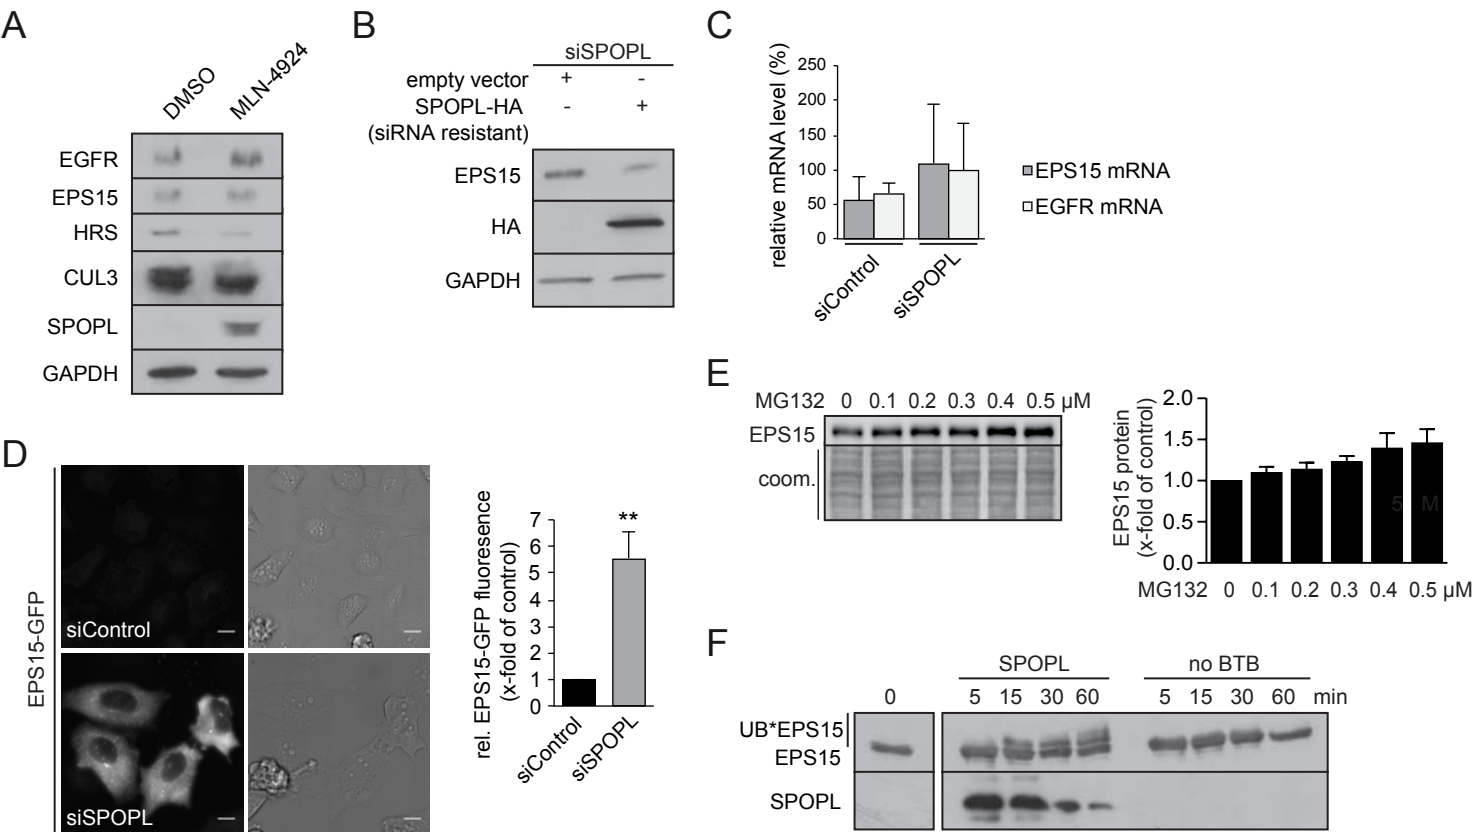 A
DMSO
MLN-4924
EGFR
EPS15
HRS
CUL3
SPOPL
GAPDH
B
siSPOPL
empty vector + -
SPOPL-HA - +
(siRNA resistant)
EPS15
HA
GAPDH
C
relative mRNA level (%)
250
200
150
100
50
0
siControl
siSPOPL
EPS15 mRNA
EGFR mRNA
D
EPS15-GFP
siControl
siSPOPL
rel. EPS15-GFP fluoresence
(x-fold of control)
7
6
5
4
3
2
1
0
**
siControl
siSPOPL
E
MG132 0 0.1 0.2 0.3 0.4 0.5 µM
EPS15
coom.
EPS15 protein
(x-fold of control)
2.0
1.5
1.0
0.5
0.0
5 M
MG132 0 0.1 0.2 0.3 0.4 0.5 µM
F
SPOPL no BTB
0 5 15 30 60 5 15 30 60 min
UB*EPS15
EPS15
SPOPL